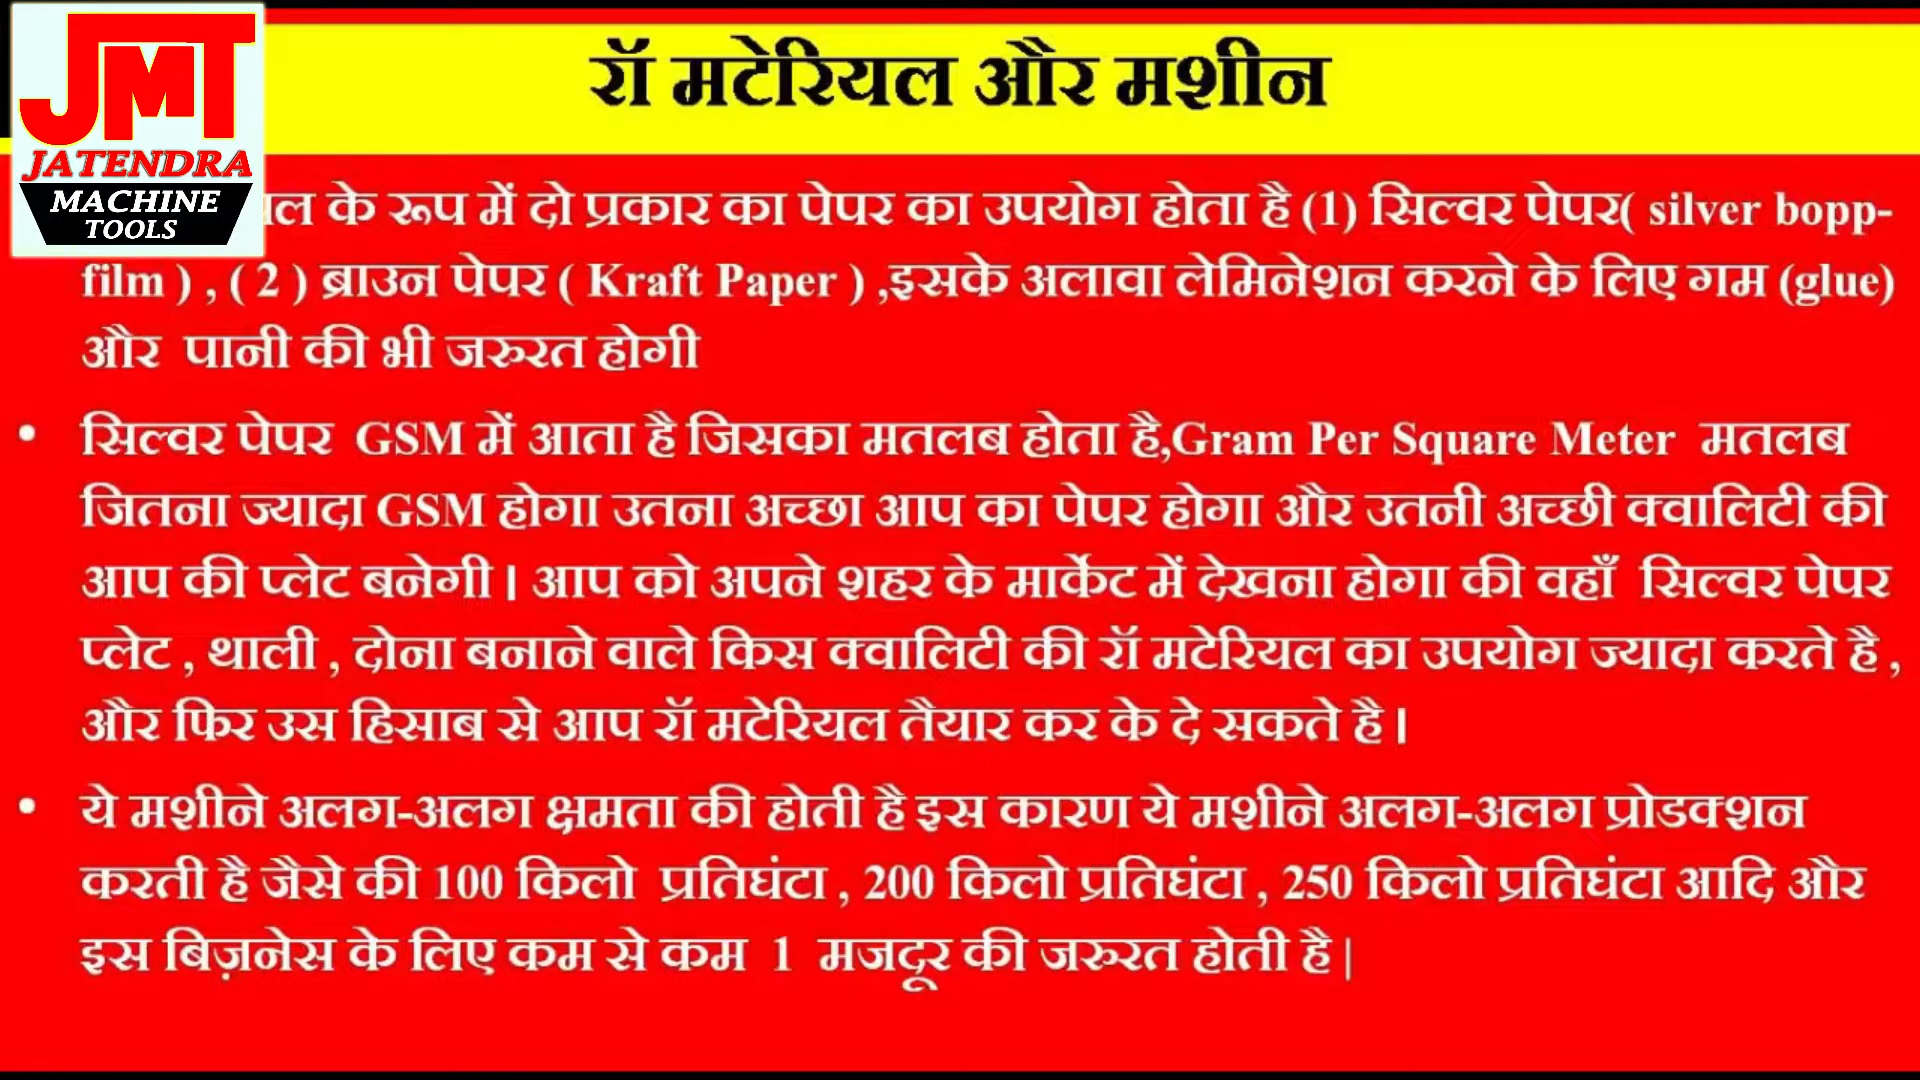 JMT
JATENDRA
MACHINE
TOOLS
रॉ मटेरियल और मशीन
के रूप में दो प्रकार का पेपर का उपयोग होता है (1) सिल्वर पेपर( silver bopp-
film ) , ( 2 ) ब्राउन पेपर ( Kraft Paper ) ,इसके अलावा लेमिनेशन करने के लिए गम (glue)
और पानी की भी जरुरत होगी
• सिल्वर पेपर GSM में आता है जिसका मतलब होता है,Gram Per Square Meter मतलब
जितना ज्यादा GSM होगा उतना अच्छा आप का पेपर होगा और उतनी अच्छी क्वालिटी की
आप की प्लेट बनेगी | आप को अपने शहर के मार्केट में देखना होगा की वहाँ सिल्वर पेपर
प्लेट , थाली , दोना बनाने वाले किस क्वालिटी की रॉ मटेरियल का उपयोग ज्यादा करते है ,
और फिर उस हिसाब से आप रॉ मटेरियल तैयार कर के दे सकते है |
• ये मशीने अलग-अलग क्षमता की होती है इस कारण ये मशीने अलग-अलग प्रोडक्शन
करती है जैसे की 100 किलो प्रतिघंटा , 200 किलो प्रतिघंटा , 250 किलो प्रतिघंटा आदि और
इस बिज़नेस के लिए कम से कम 1 मजदूर की जरुरत होती है |